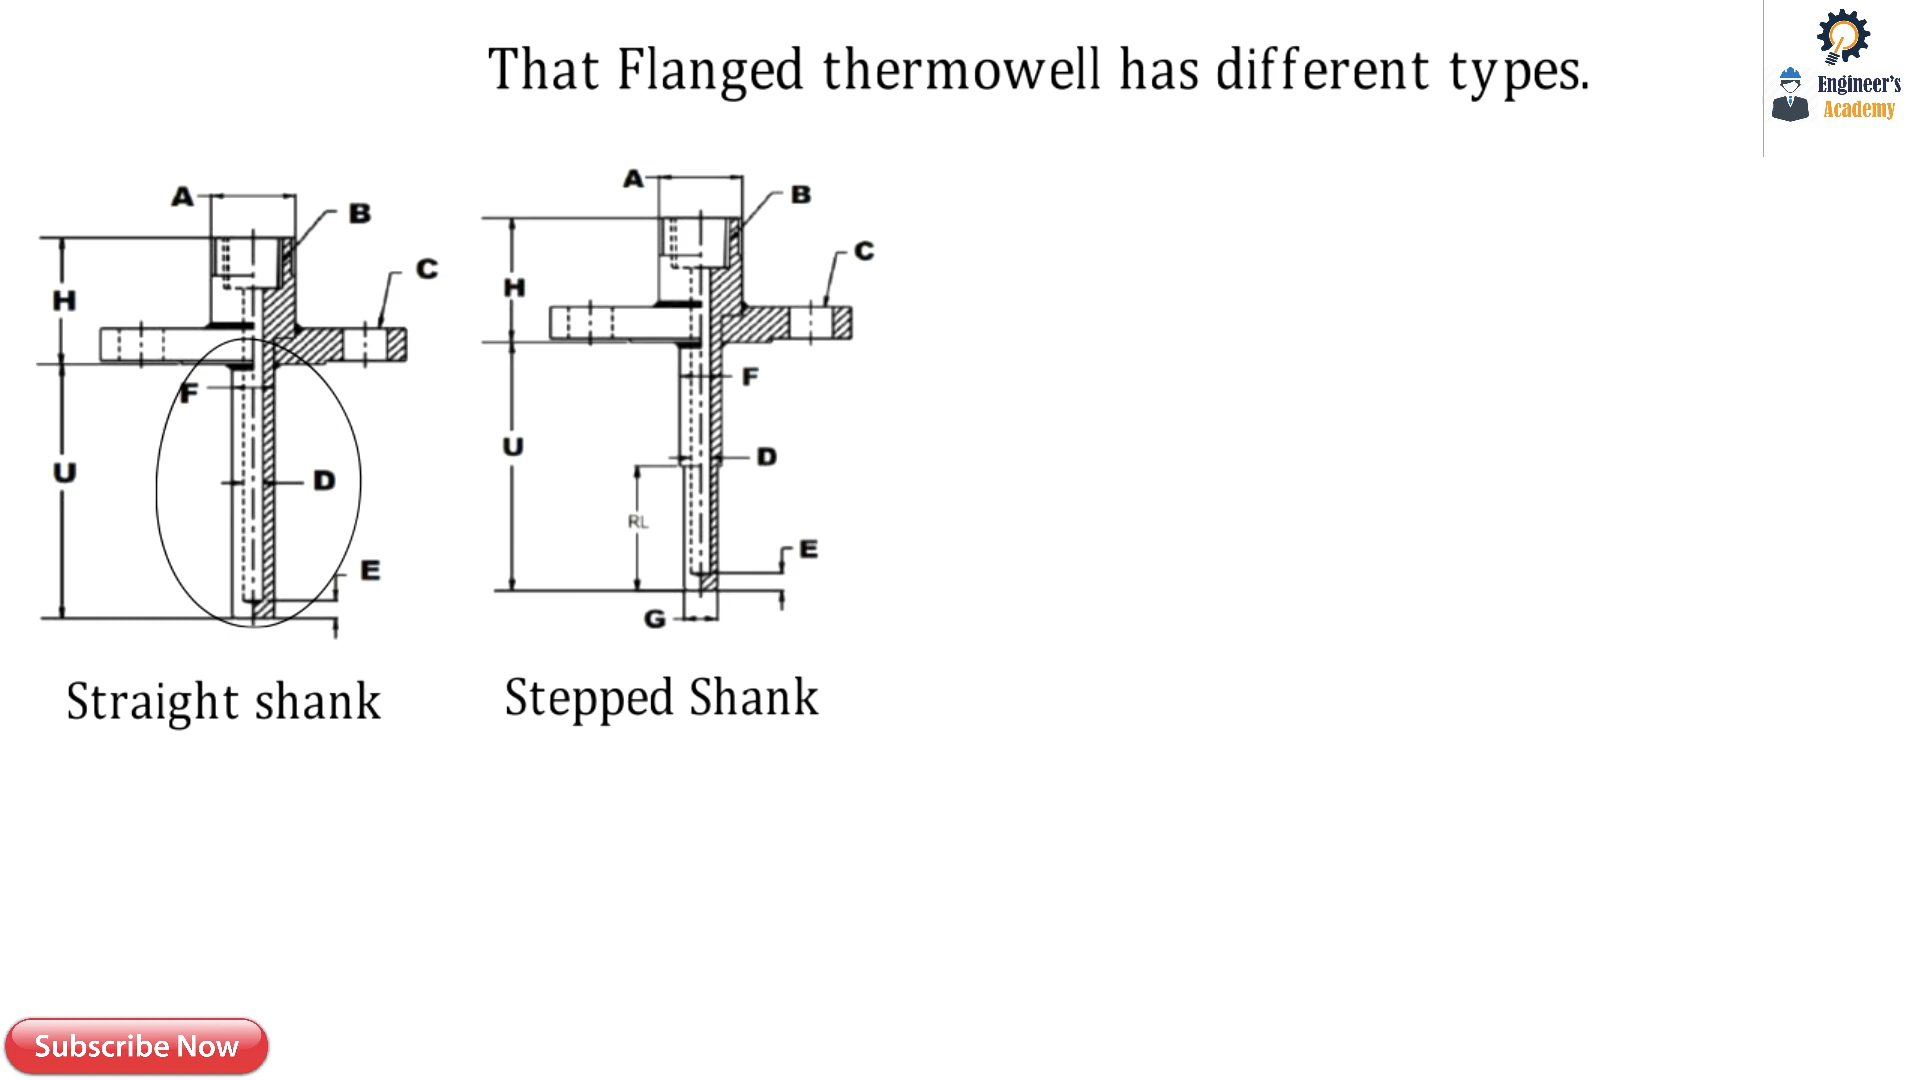 That Flanged thermowell has different types.
Engineer's
Academy
A
B
C
H
F
U
D
E
Straight shank
A
B
C
H
F
U
D
RL
E
G
Stepped Shank
Subscribe Now